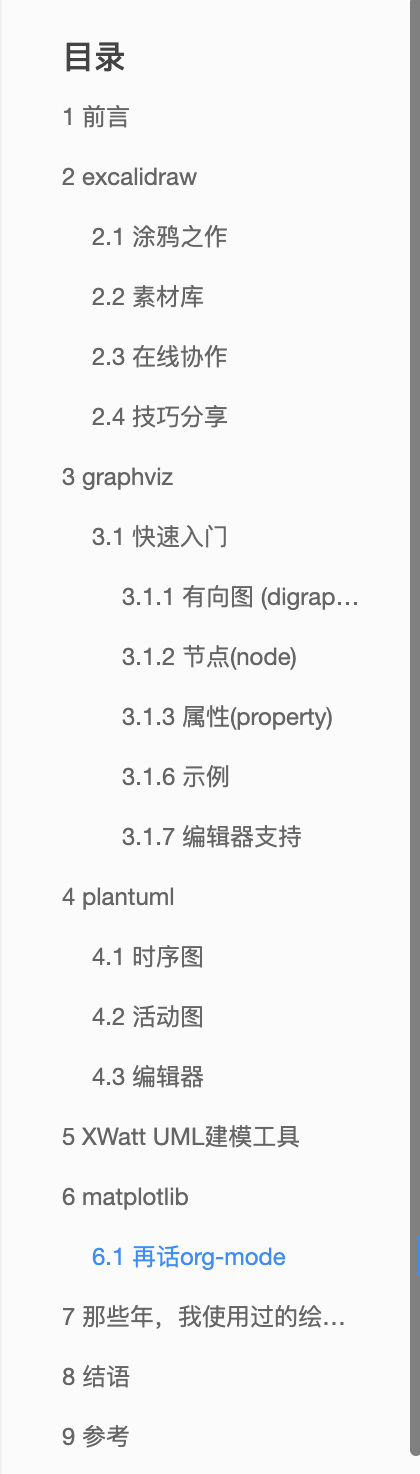 目录
1 前言
2 excalidraw
2.1 涂鸦之作
2.2 素材库
2.3 在线协作
2.4 技巧分享
3 graphviz
3.1 快速入门
3.1.1 有向图 (digrap…
3.1.2 节点(node)
3.1.3 属性(property)
3.1.6 示例
3.1.7 编辑器支持
4 plantuml
4.1 时序图
4.2 活动图
4.3 编辑器
5 XWatt UML建模工具
6 matplotlib
6.1 再话org-mode
7 那些年，我使用过的绘…
8 结语
9 参考